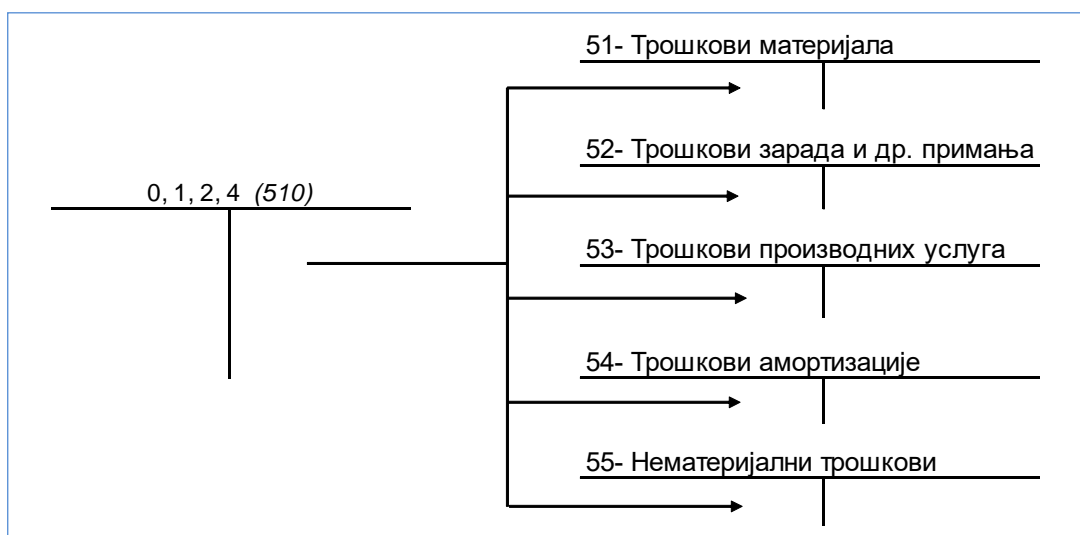 51- Трошкови материјала
52- Трошкови зарада и др. примања
0, 1, 2, 4 (510)
53- Трошкови производних услуга
54- Трошкови амортизације
55- Нематеријални трошкови